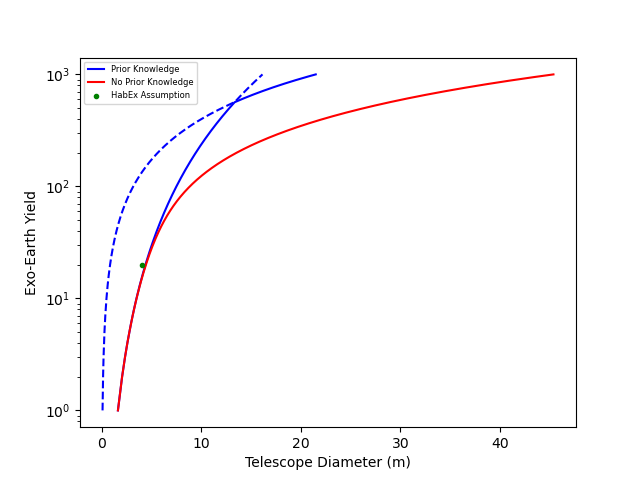 Prior Knowledge
No Prior Knowledge
HabEx Assumption
10³
10²
10¹
10⁰
Exo-Earth Yield
0 10 20 30 40
Telescope Diameter (m)